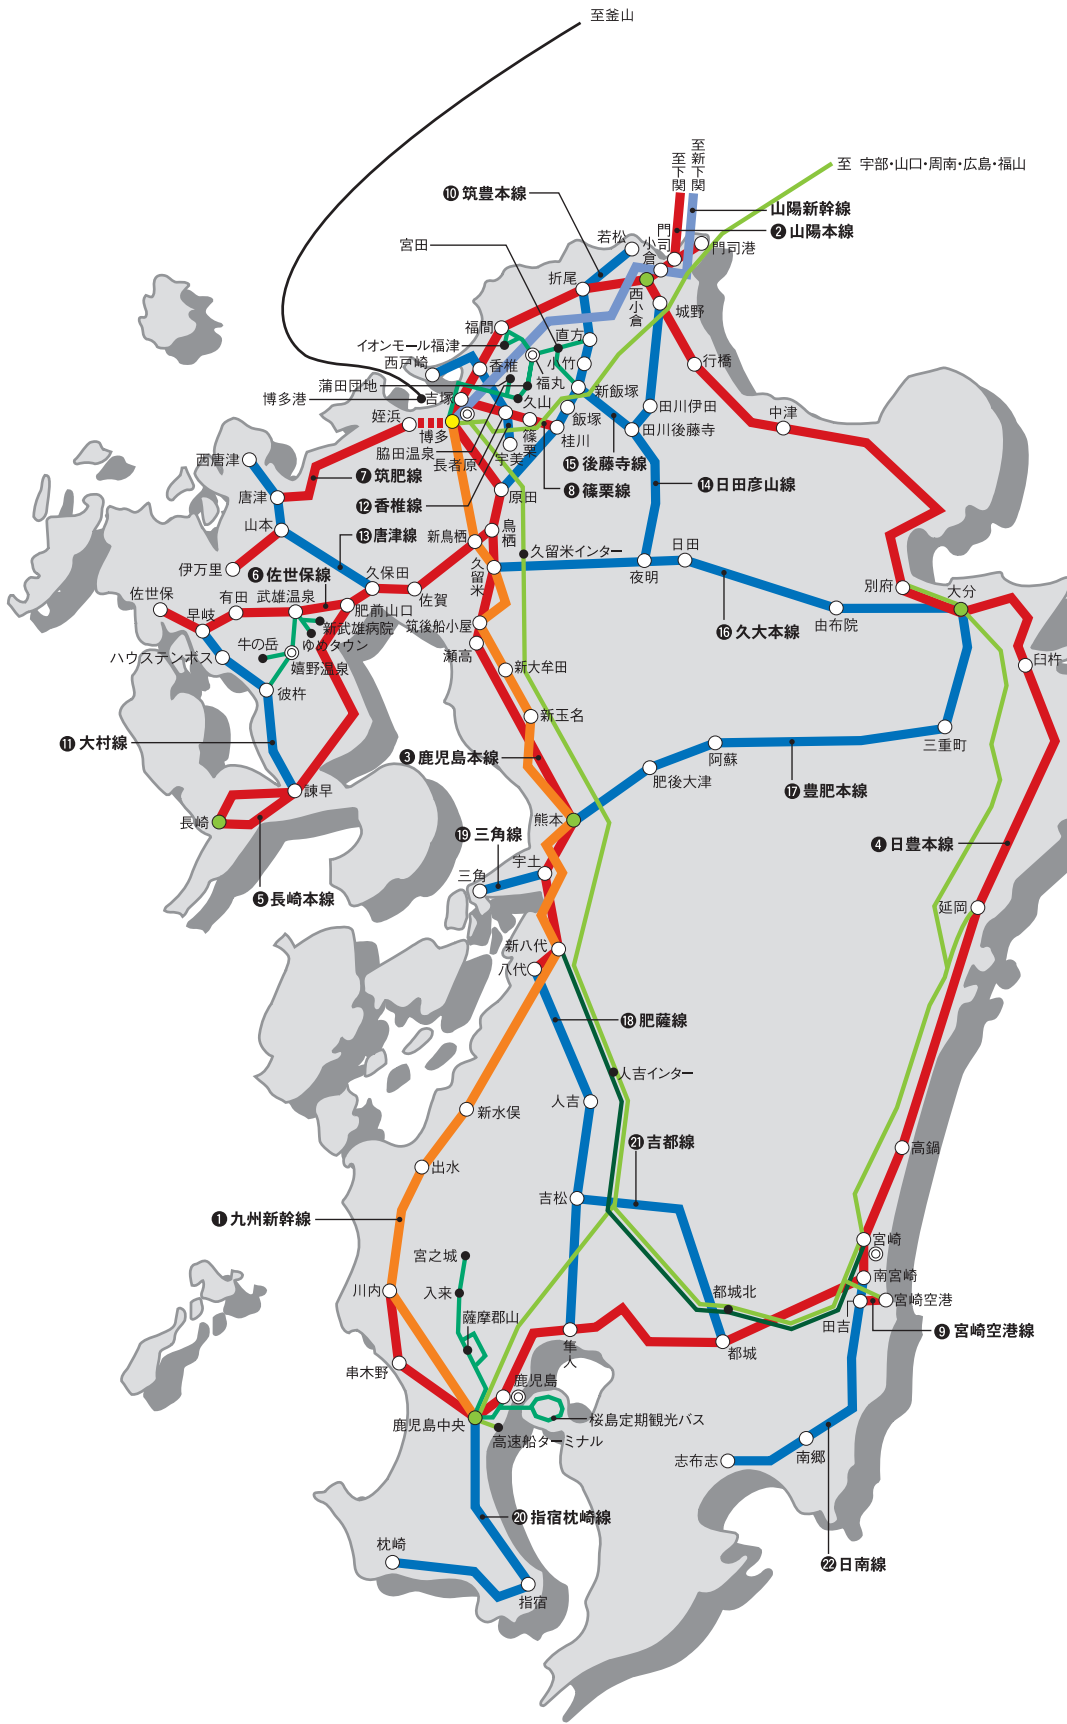 至釜山
至新下関
至下関
至 宇部・山口・周南・広島・福山
❿筑豊本線
山陽新幹線
❷山陽本線
門司
小倉
門司港
若松
宮田
折尾
西小倉
城野
福間
イオンモール福津
直方
西戸崎
香椎
小竹
行橋
蒲田団地
福丸
新飯塚
博多港
吉塚
久山
飯塚
田川伊田
中津
姪浜
博多
篠栗
桂川
田川後藤寺
脇田温泉
長者原
宇美
⓯後藤寺線
西唐津
❼筑肥線
❽篠栗線
⓮日田彦山線
唐津
⓬香椎線
原田
山本
⓭唐津線
新鳥栖
鳥栖
久留米インター
日田
伊万里
❻佐世保線
久保田
久留米
夜明
佐世保
有田
武雄温泉
佐賀
別府
大分
早岐
肥前山口
新武雄病院
筑後船小屋
⓰久大本線
由布院
牛の岳
ゆめタウン
瀬高
ハウステンボス
嬉野温泉
新大牟田
臼杵
彼杵
新玉名
⓫大村線
❸鹿児島本線
阿蘇
三重町
肥後大津
⓱豊肥本線
諫早
長崎
熊本
⓳三角線
宇土
❹日豊本線
三角
❺長崎本線
延岡
新八代
八代
⓲肥薩線
人吉インター
人吉
新水俣
㉑吉都線
高鍋
出水
吉松
❶九州新幹線
宮崎
宮之城
南宮崎
川内
入来
都城北
宮崎空港
薩摩郡山
田吉
❾宮崎空港線
隼人
都城
串木野
鹿児島
鹿児島中央
桜島定期観光バス
高速船ターミナル
志布志
南郷
⓴指宿枕崎線
枕崎
㉒日南線
指宿